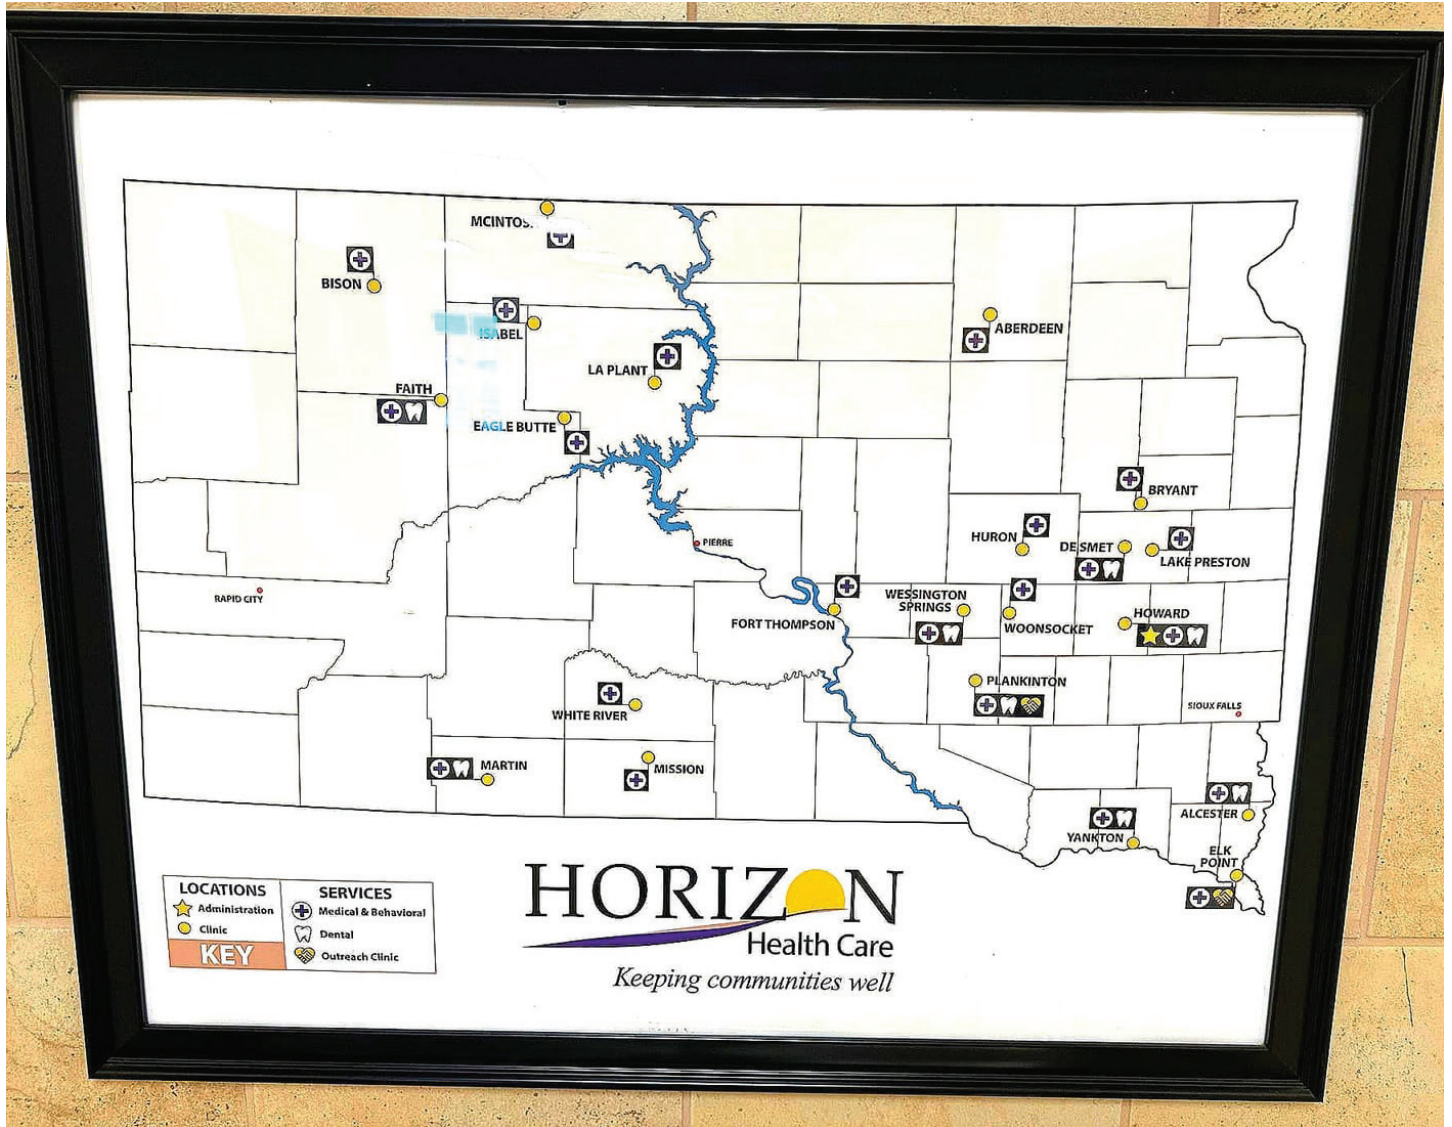 MCINTOS
BISON
ISABEL
ABERDEEN
LA PLANT
FAITH
EAGLE BUTTE
BRYANT
HURON
DE SMET
LAKE PRESTON
PIERRE
RAPID CITY
WESSINGTON
SPRINGS
FORT THOMPSON
WOONSOCKET
HOWARD
PLANKINTON
WHITE RIVER
SIOUX FALLS
MARTIN
MISSION
ALCESTER
YANKTON
ELK
POINT
LOCATIONS
Administration
Clinic
KEY
SERVICES
Medical & Behavioral
Dental
Outreach Clinic
HORIZON
Health Care
Keeping communities well